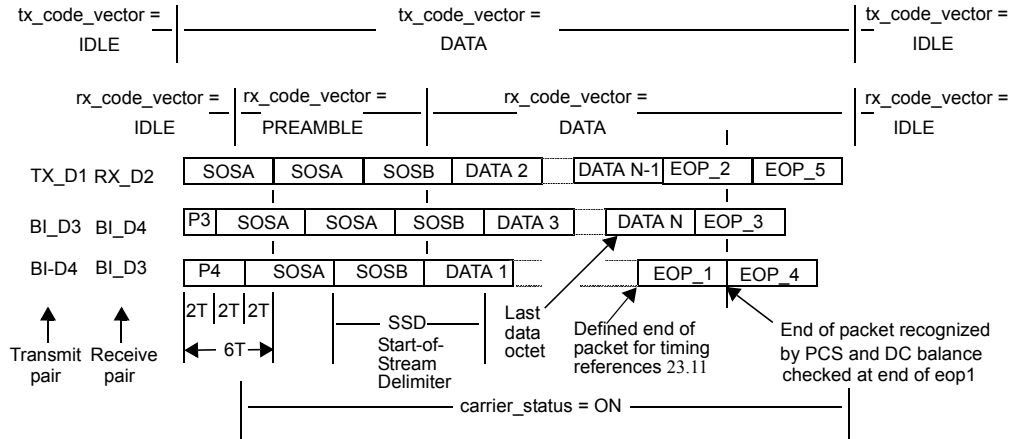 tx_code_vector = tx_code_vector = tx_code_vector =
IDLE DATA IDLE
rx_code_vector = rx_code_vector = rx_code_vector = rx_code_vector =
IDLE PREAMBLE DATA IDLE
TX_D1 RX_D2 SOSA SOSA SOSB DATA 2 DATA N-1 EOP_2 EOP_5
BI_D3 BI_D4 P3 SOSA SOSA SOSB DATA 3 DATA N EOP_3
BI-D4 BI_D3 P4 SOSA SOSB DATA 1 EOP_1 EOP_4
2T 2T 2T
6T
Transmit pair
Receive pair
SSD
Start-of-
Stream
Delimiter
Last
data
octet
Defined end of
packet for timing
references 23.11
End of packet recognized
by PCS and DC balance
checked at end of eop1
carrier_status = ON